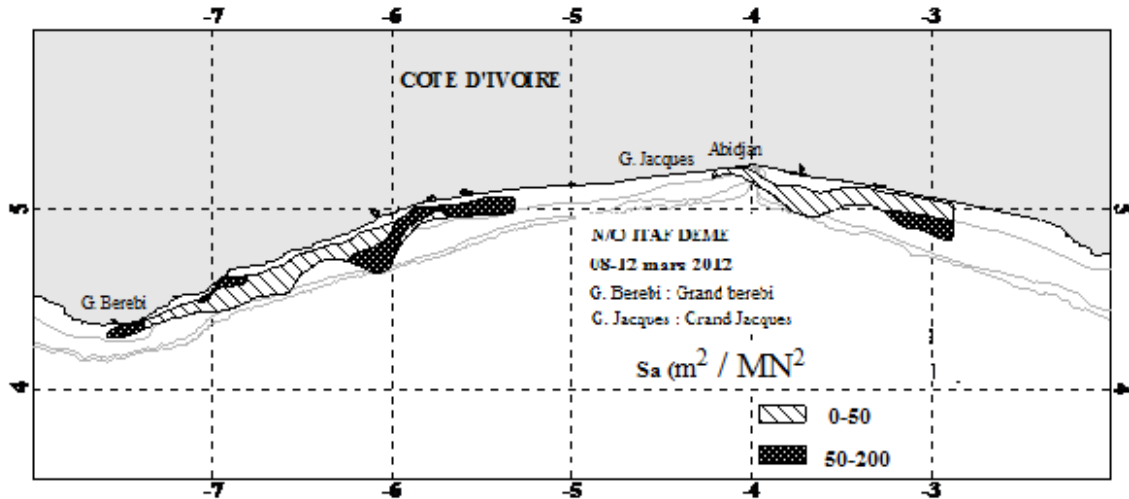 -7 -6 -5 -4 -3
COTE D'IVOIRE
G. Jacques Abidjan
5 5
N/O ITAF DEME
08-12 mars 2012
G. Berebi
G. Berebi : Grand berebi
G. Jacques : Grand Jacques
Sa (m² / MN²
4 4
0-50
50-200
-7 -6 -5 -4 -3